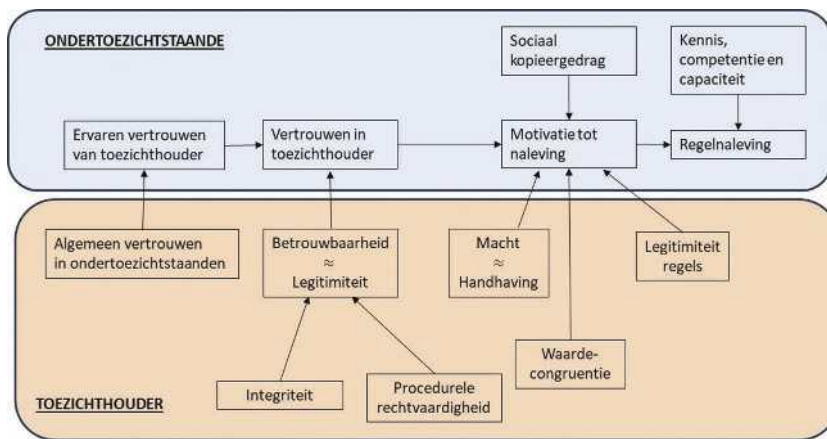 ONDERTOEZICHTSTAANDE
Sociaal
kopieergedrag
Kennis,
competentie en
capaciteit
Ervaren vertrouwen
van toezichthouder
Vertrouwen in
toezichthouder
Motivatie tot
naleving
Regelnaleving
Algemeen vertrouwen
in ondertoezichtstaanden
Betrouwbaarheid
≈
Legitimiteit
Macht
≈
Handhaving
Legitimiteit
regels
Waarde-
congruentie
Integriteit
Procedurele
rechtvaardigheid
TOEZICHTHOUDER